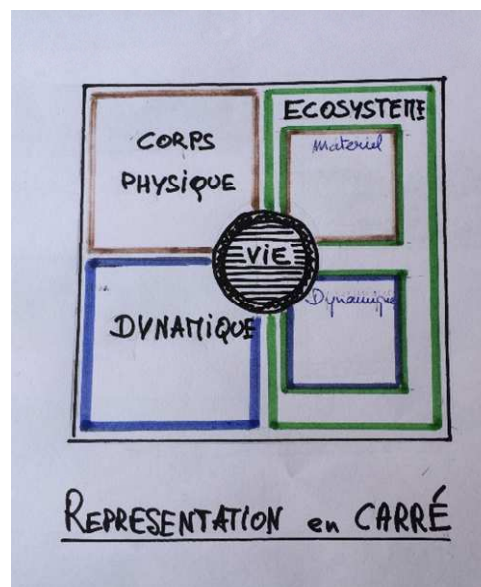 CORPS
PHYSIQUE
ECOSYSTEME
Materiel
VIE
DYNAMIQUE
Dynamique
REPRESENTATION en CARRÉ